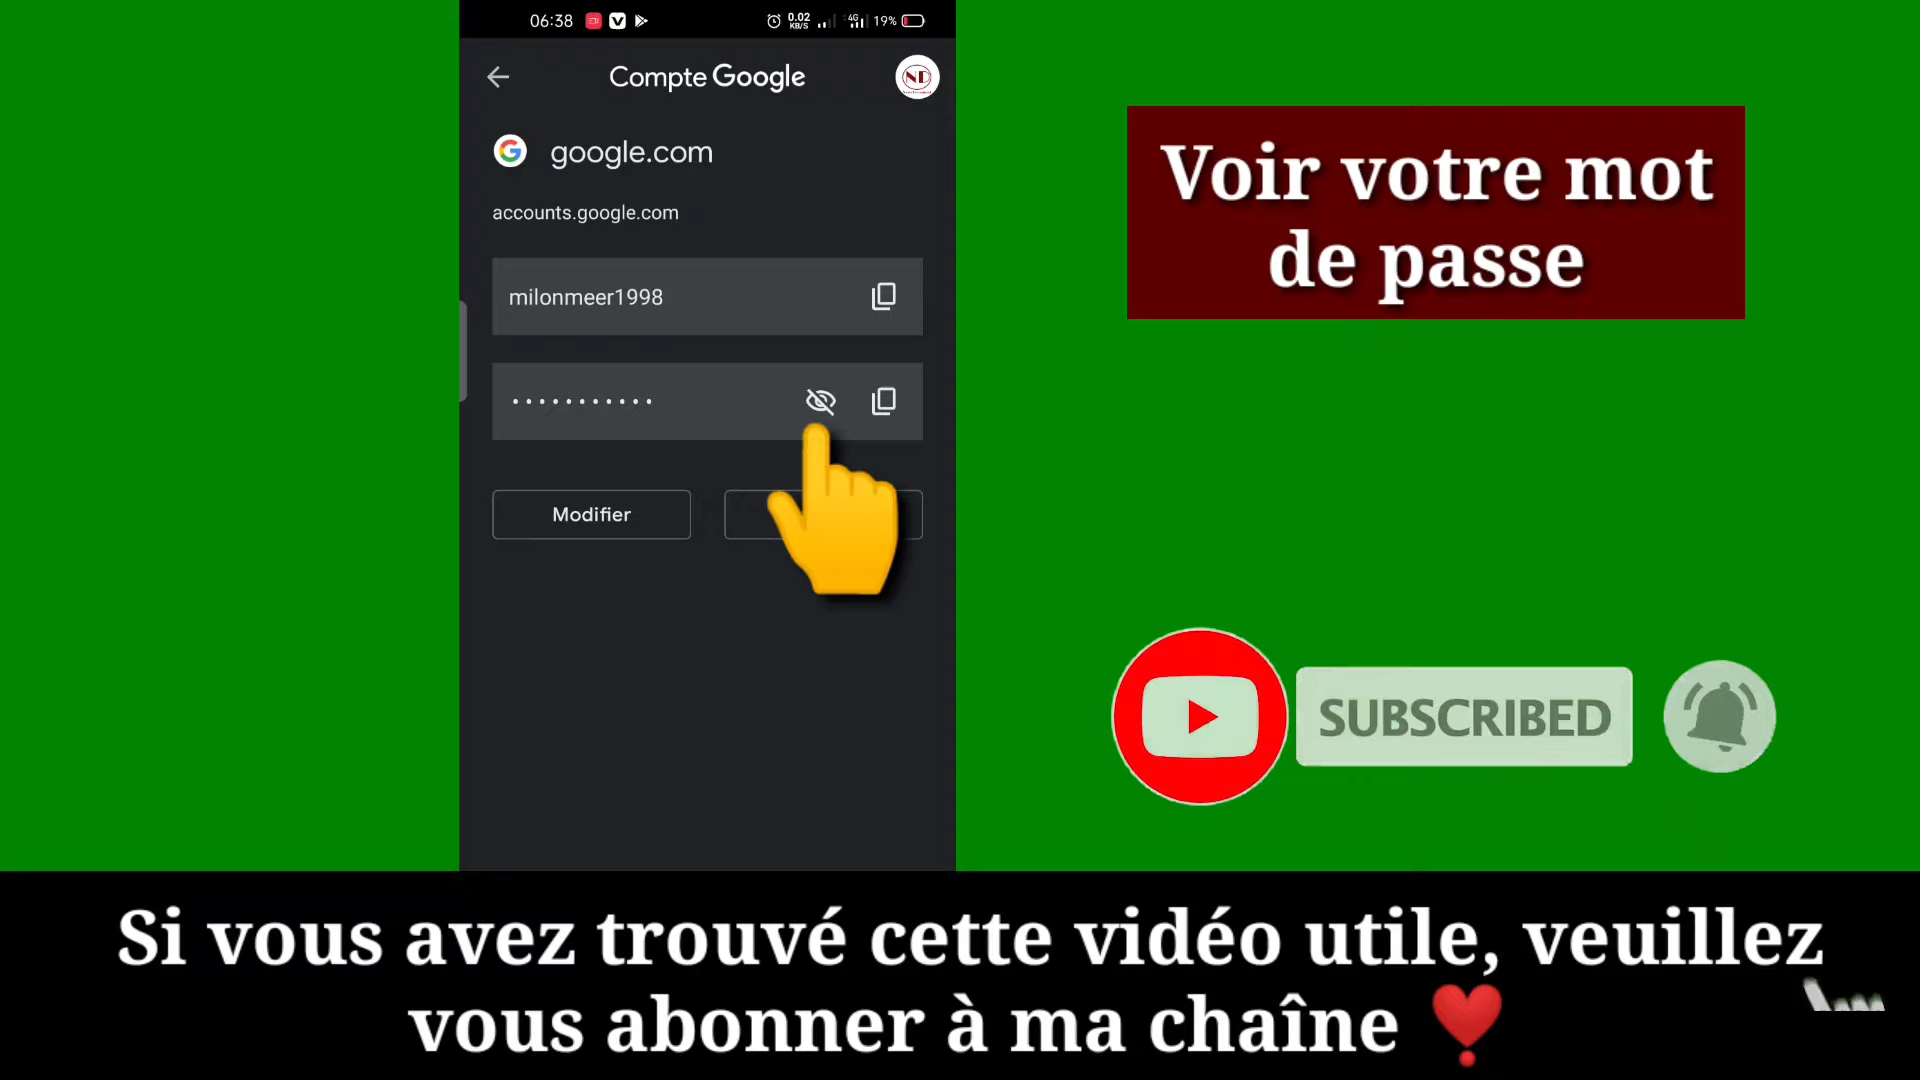 06:38
0.02
KB/S
4G
19%
Compte Google
ND
google.com
accounts.google.com
milonmeer1998
Modifier
Voir votre mot
de passe
SUBSCRIBED
Si vous avez trouvé cette vidéo utile, veuillez
vous abonner à ma chaîne